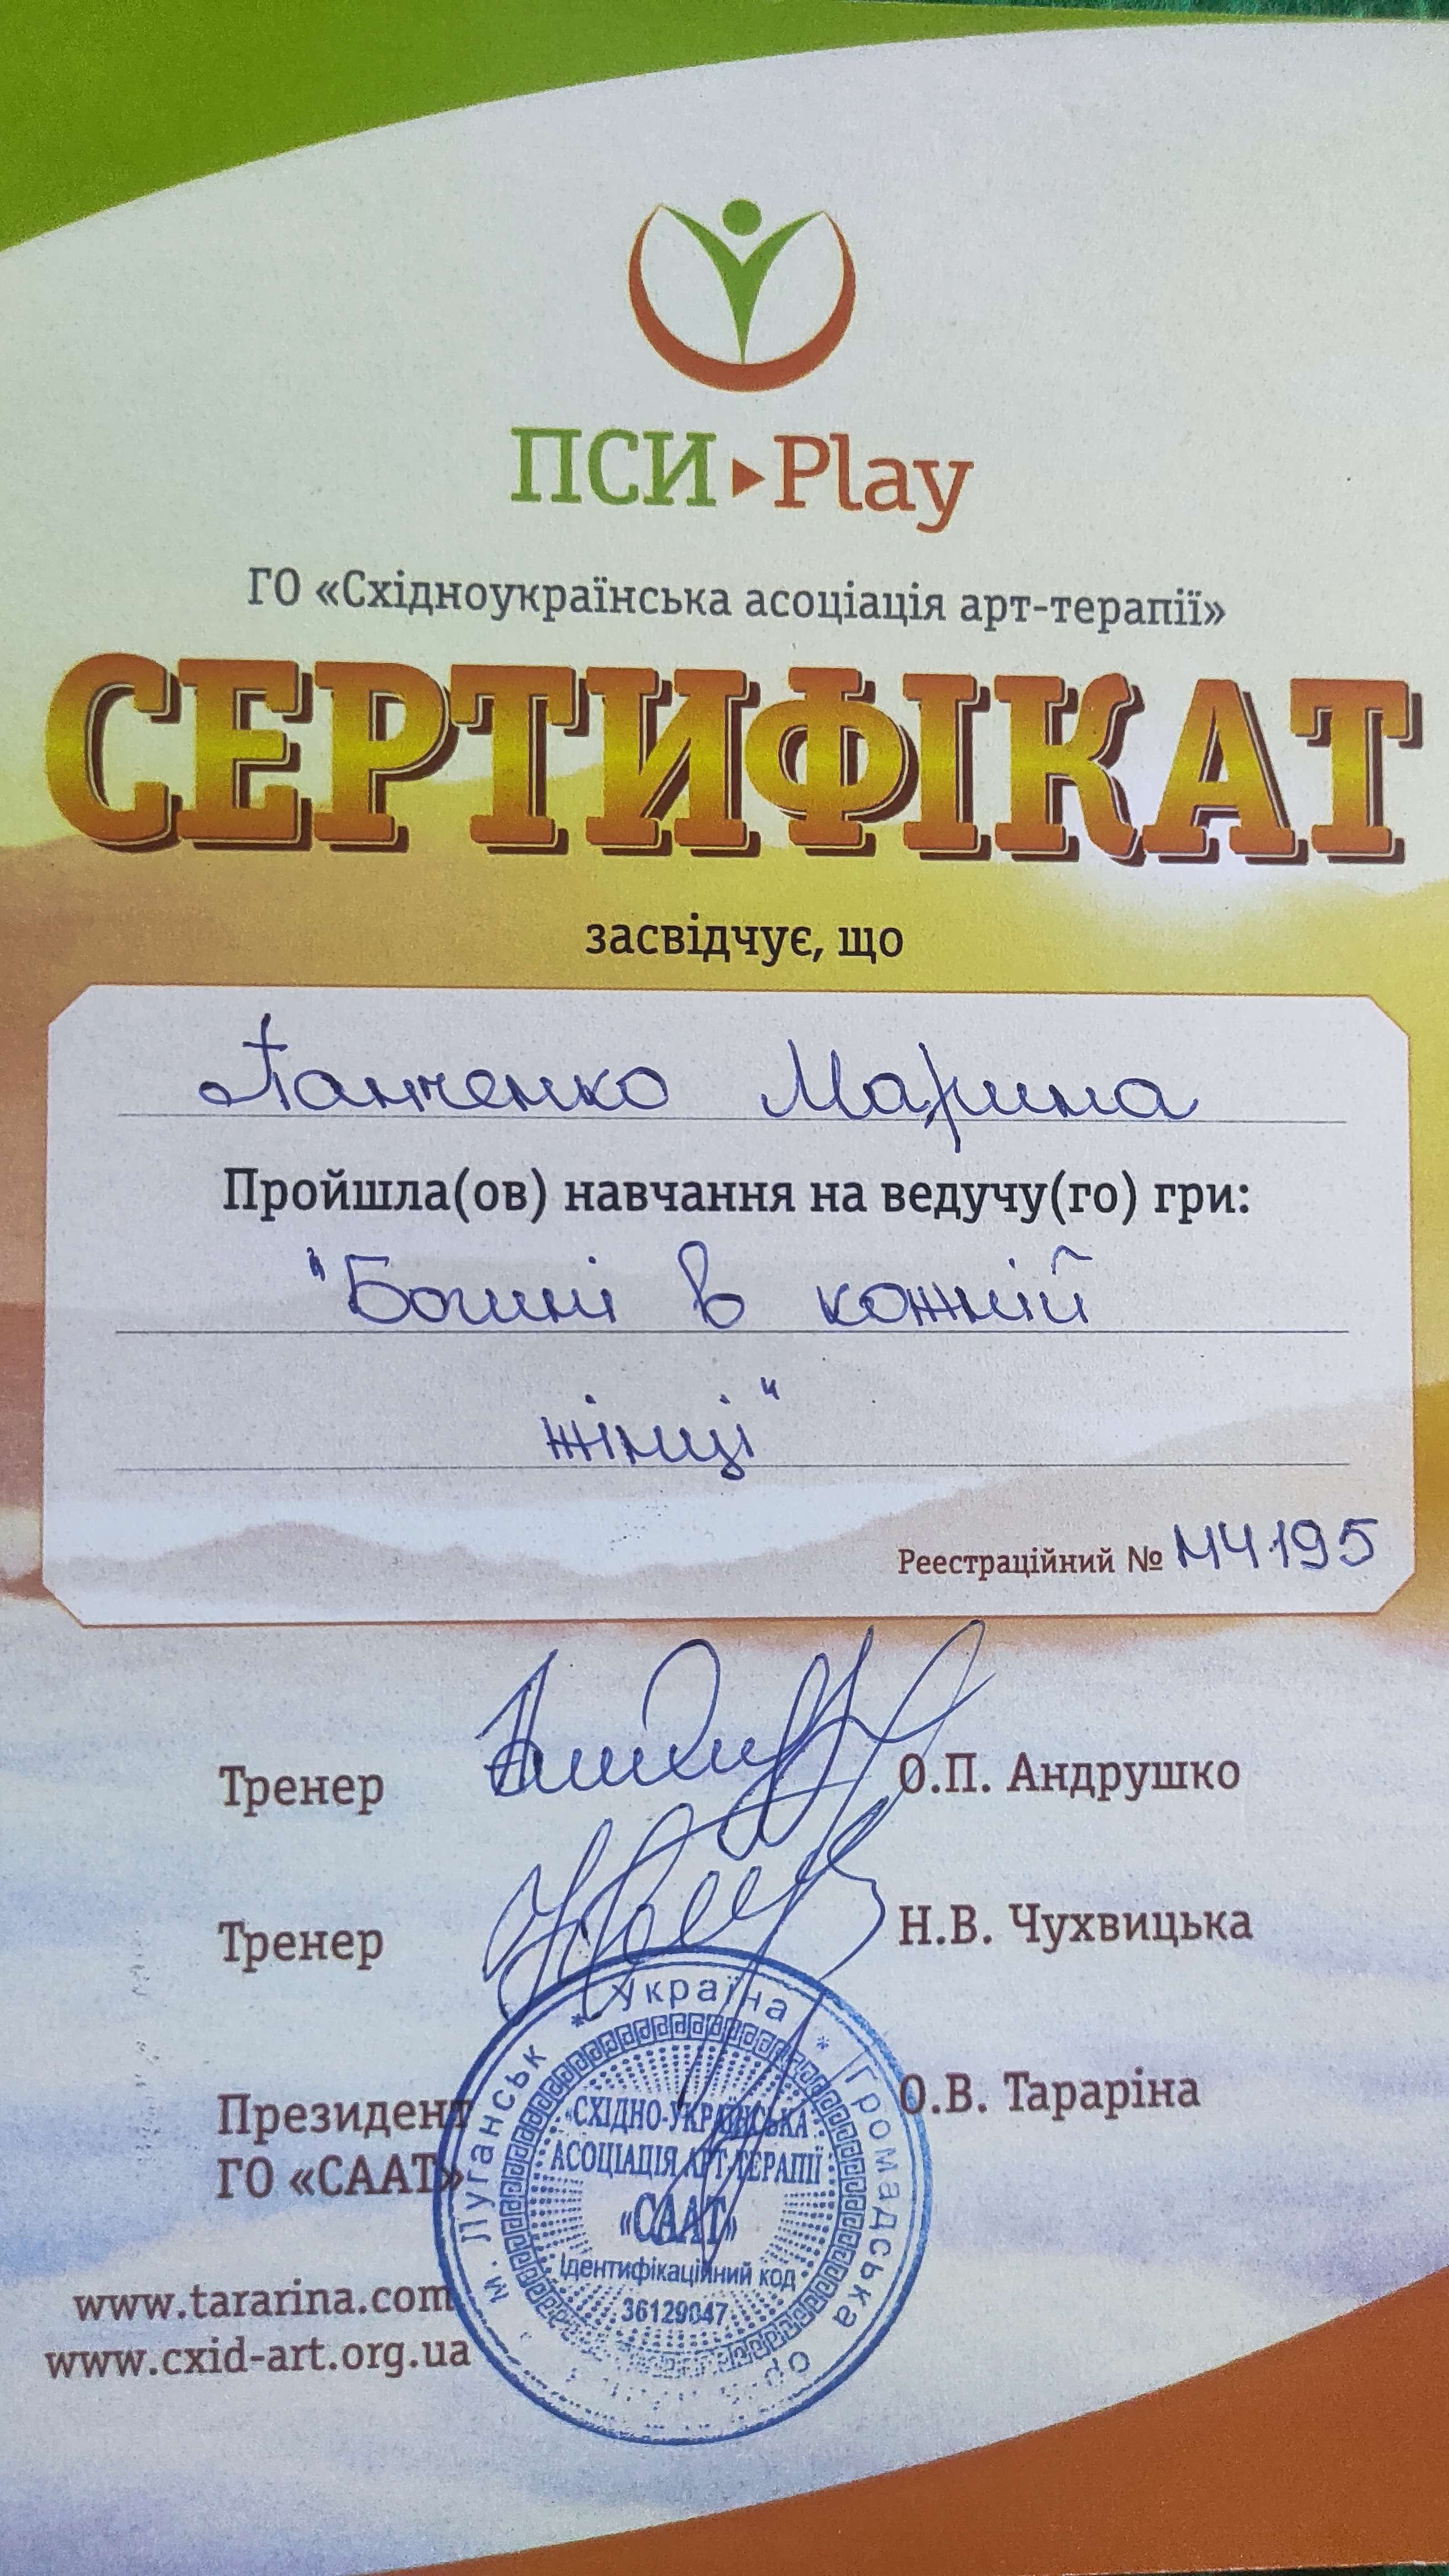 ПСИ Play
ГО «Східноукраїнська асоціація арт-терапії»
СЕРТИФІКАТ
засвідчує, що
Панченко Марина
Пройшла(ов) навчання на ведучу(го) гри:
"Богині в кожній
жінці"
Реестраційний № МЧ195
Тренер О.П. Андрушко
Тренер Н.В. Чухвицька
Президент О.В. Тараріна
ГО «СААТ»
м. Луганськ * Україна * Громадська
«СХІДНО-УКРАЇНСЬКА
АСОЦІАЦІЯ АРТ-ТЕРАПІЇ
«СААТ»
Ідентифікаційний код
36129047
www.tararina.com
www.cxid-art.org.ua